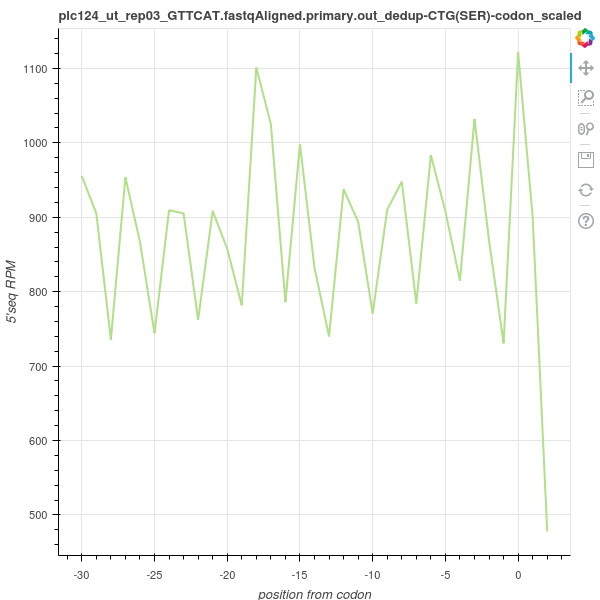 plc124_ut_rep03_GTTCAT.fastqAligned.primary.out_dedup-CTG(SER)-codon_scaled
1100
1000
900
800
700
600
500
5'seq RPM
-30 -25 -20 -15 -10 -5 0
position from codon